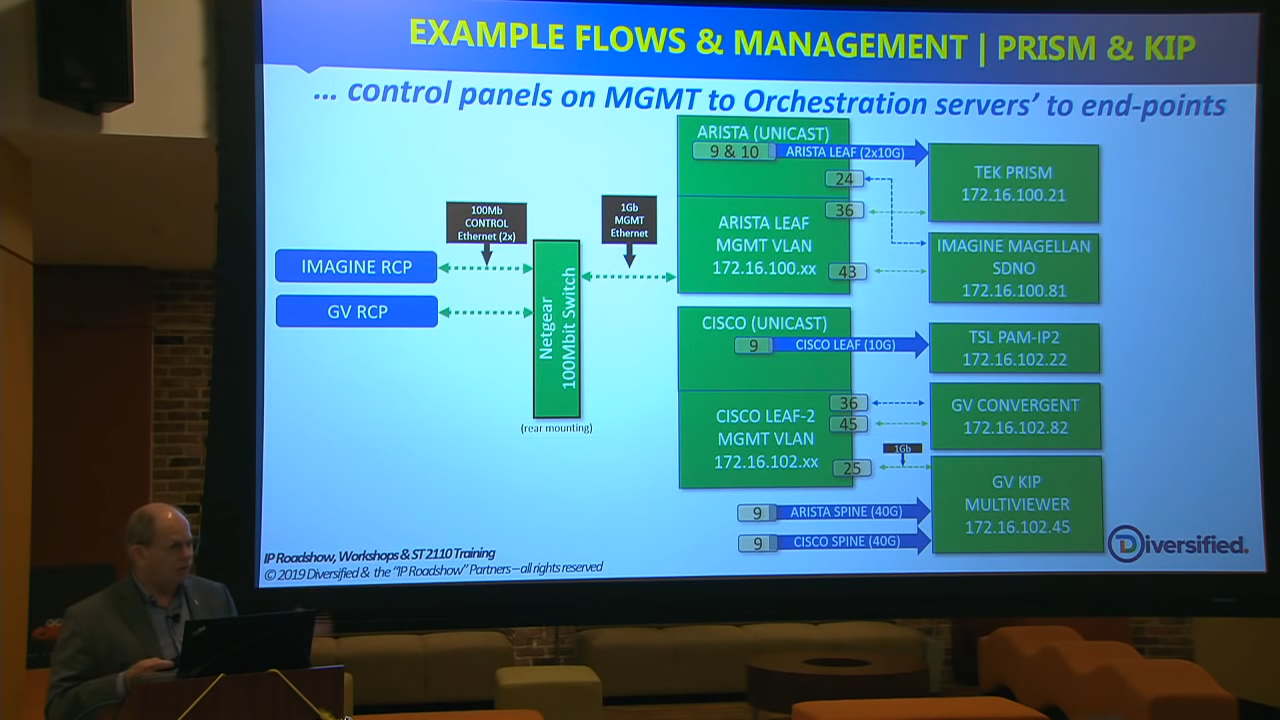 EXAMPLE FLOWS & MANAGEMENT | PRISM & KIP
... control panels on MGMT to Orchestration servers' to end-points
ARISTA (UNICAST)
9 & 10
ARISTA LEAF (2x10G)
24
36
ARISTA LEAF
MGMT VLAN
172.16.100.xx
43
TEK PRISM
172.16.100.21
IMAGINE MAGELLAN
SDNO
172.16.100.81
100Mb
CONTROL
Ethernet (2x)
1Gb
MGMT
Ethernet
IMAGINE RCP
GV RCP
Netgear
100Mbit Switch
(rear mounting)
CISCO (UNICAST)
9
CISCO LEAF (10G)
TSL PAM-IP2
172.16.102.22
36
45
CISCO LEAF-2
MGMT VLAN
172.16.102.xx
25
1Gb
GV CONVERGENT
172.16.102.82
GV KIP
MULTIVIEWER
172.16.102.45
9
ARISTA SPINE (40G)
9
CISCO SPINE (40G)
IP Roadshow, Workshops & ST 2110 Training
© 2019 Diversified & the "IP Roadshow" Partners – all rights reserved
Diversified.